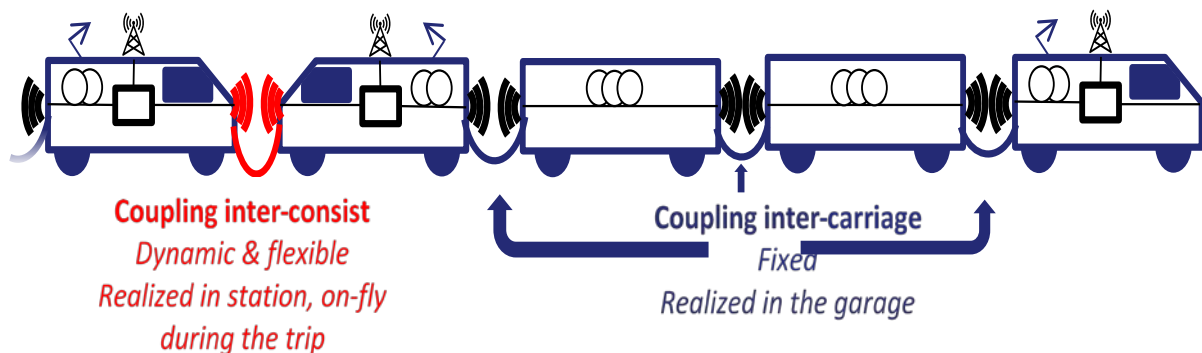 Coupling inter-consist
Dynamic & flexible
Realized in station, on-fly
during the trip
Coupling inter-carriage
Fixed
Realized in the garage